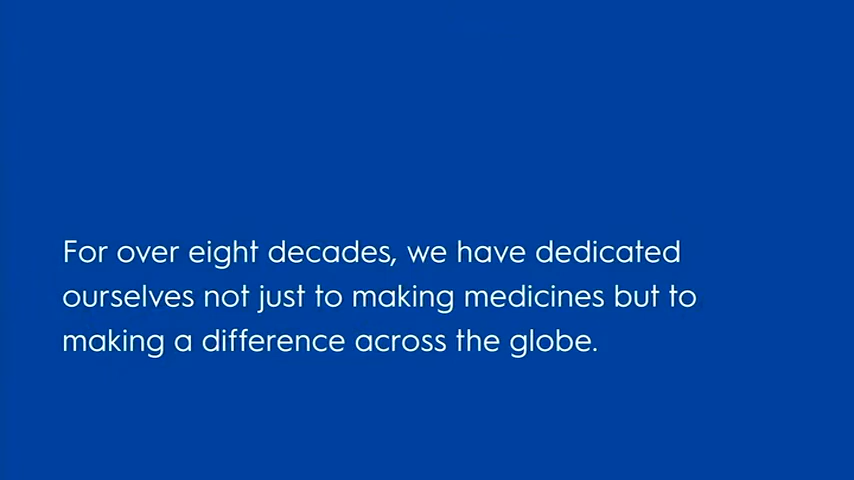 For over eight decades, we have dedicated
ourselves not just to making medicines but to
making a difference across the globe.